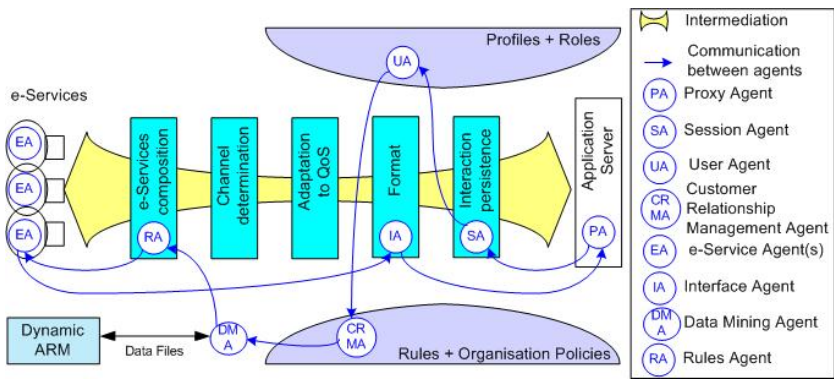 Profiles + Roles
UA
e-Services
EA
EA
EA
e-Services
composition
RA
Channel
determination
Adaptation
to QoS
Format
IA
Interaction
persistence
SA
Application
Server
PA
Dynamic
ARM
Data Files
DM
A
CR
MA
Rules + Organisation Policies
Intermediation
Communication
between agents
PA Proxy Agent
SA Session Agent
UA User Agent
CR
MA
Customer
Relationship
Management Agent
EA e-Service Agent(s)
IA Interface Agent
DM
A
Data Mining Agent
RA Rules Agent